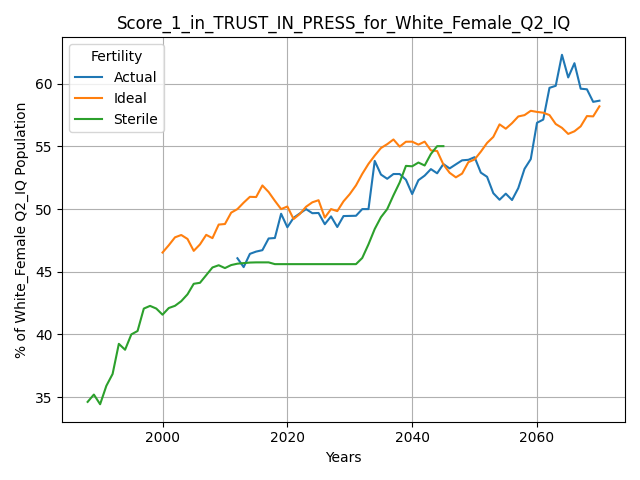 Score_1_in_TRUST_IN_PRESS_for_White_Female_Q2_IQ
Fertility
Actual
Ideal
Sterile
% of White_Female Q2_IQ Population
60
55
50
45
40
35
2000
2020
2040
2060
Years